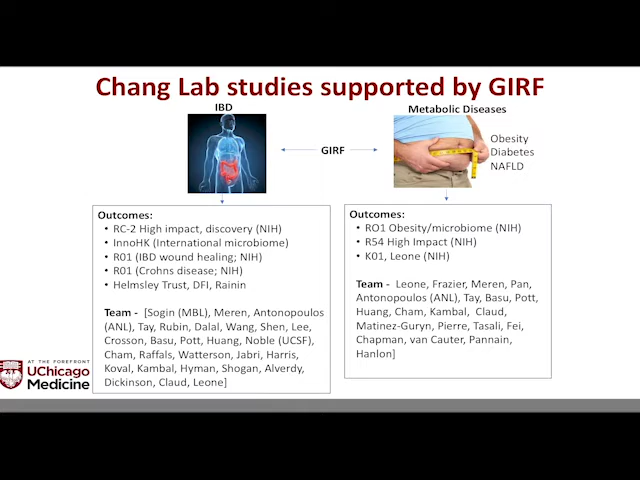 Chang Lab studies supported by GIRF
IBD
Metabolic Diseases
GIRF
Obesity
Diabetes
NAFLD
Outcomes:
• RC-2 High impact, discovery (NIH)
• InnoHK (International microbiome)
• R01 (IBD wound healing; NIH)
• R01 (Crohns disease; NIH)
• Helmsley Trust, DFI, Rainin
Team - [Sogin (MBL), Meren, Antonopoulos
(ANL), Tay, Rubin, Dalal, Wang, Shen, Lee,
Crosson, Basu, Pott, Huang, Noble (UCSF),
Cham, Raffals, Watterson, Jabri, Harris,
Koval, Kambal, Hyman, Shogan, Alverdy,
Dickinson, Claud, Leone]
Outcomes:
• RO1 Obesity/microbiome (NIH)
• R54 High Impact (NIH)
• K01, Leone (NIH)
Team - Leone, Frazier, Meren, Pan,
Antonopoulos (ANL), Tay, Basu, Pott,
Huang, Cham, Kambal, Claud,
Matinez-Guryn, Pierre, Tasali, Fei,
Chapman, van Cauter, Pannain,
Hanlon]
AT THE FOREFRONT
UChicago
Medicine